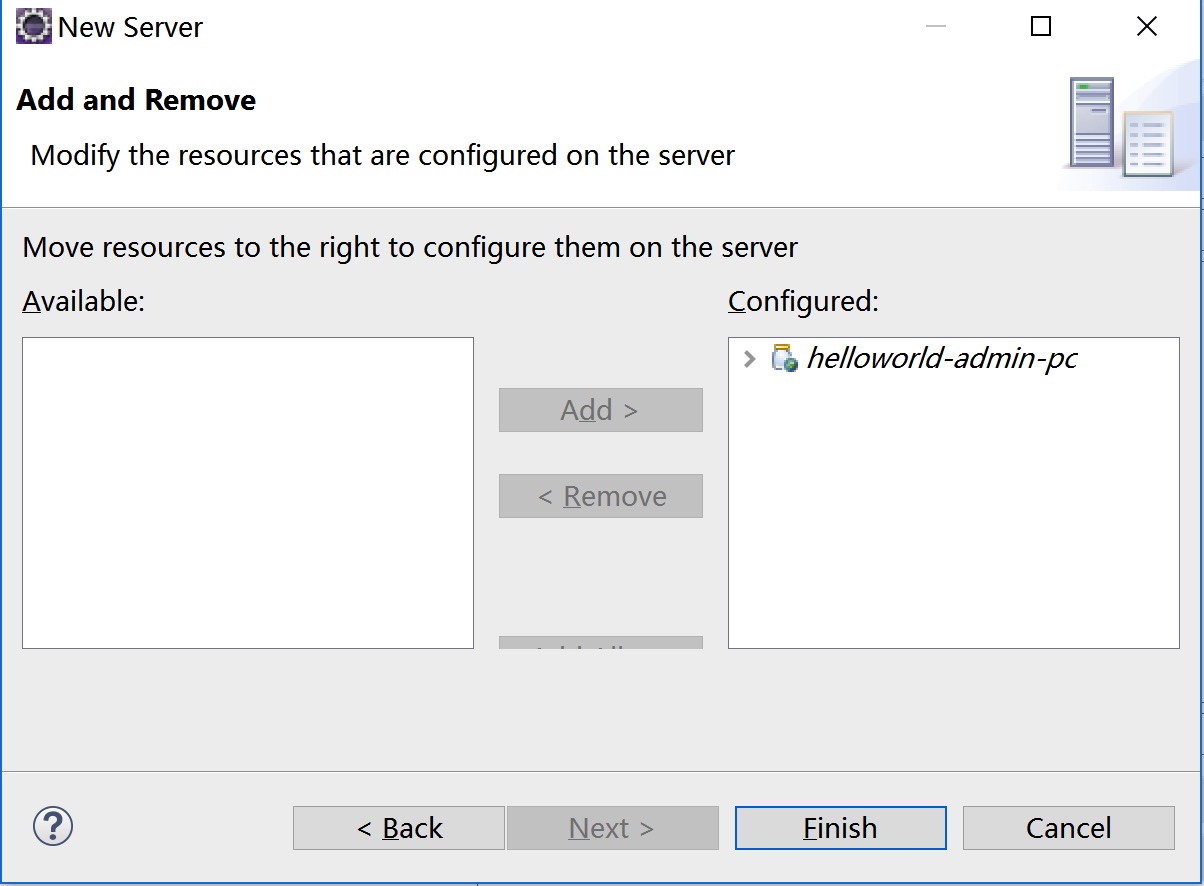 New Server
Add and Remove
Modify the resources that are configured on the server
Move resources to the right to configure them on the server
Available:
Configured:
helloworld-admin-pc
Add >
< Remove
?
< Back
Next >
Finish
Cancel